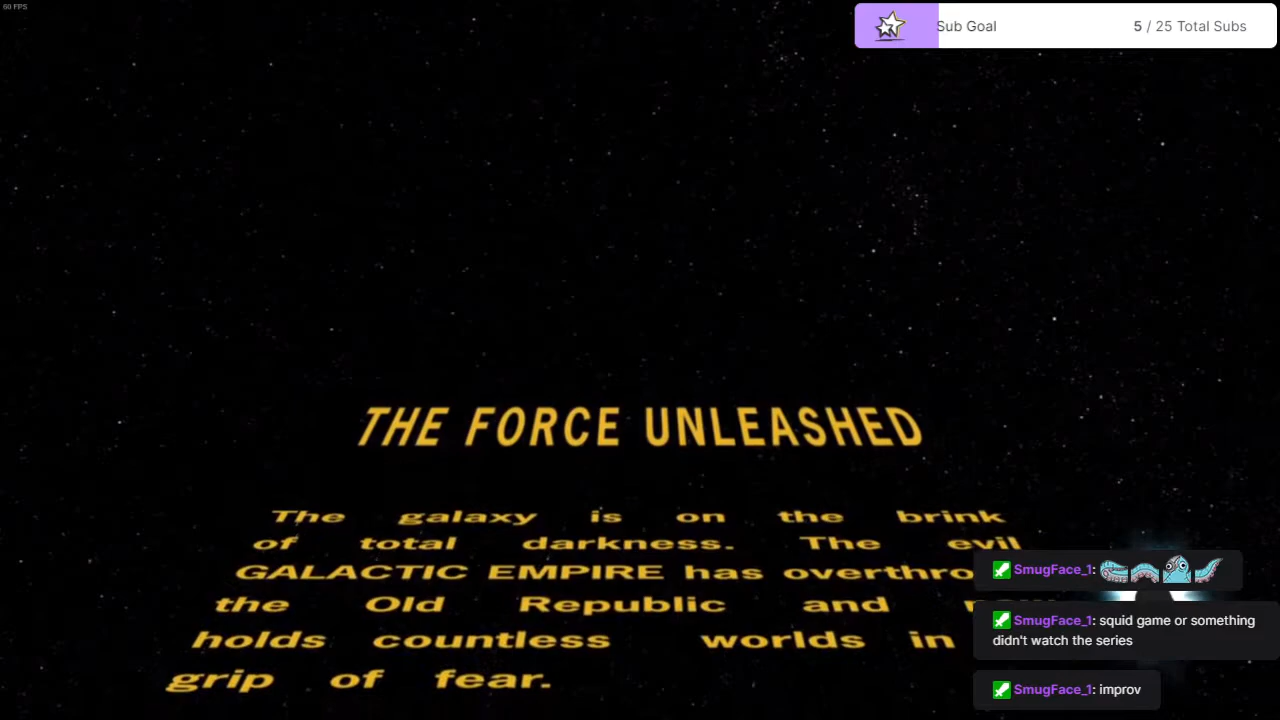 60 FPS
Sub Goal 5 / 25 Total Subs
THE FORCE UNLEASHED
The galaxy is on the brink
of total darkness. The evil
GALACTIC EMPIRE has overthro
the Old Republic and
holds countless worlds in
grip of fear.
SmugFace_1:
SmugFace_1: squid game or something
didn't watch the series
SmugFace_1: improv